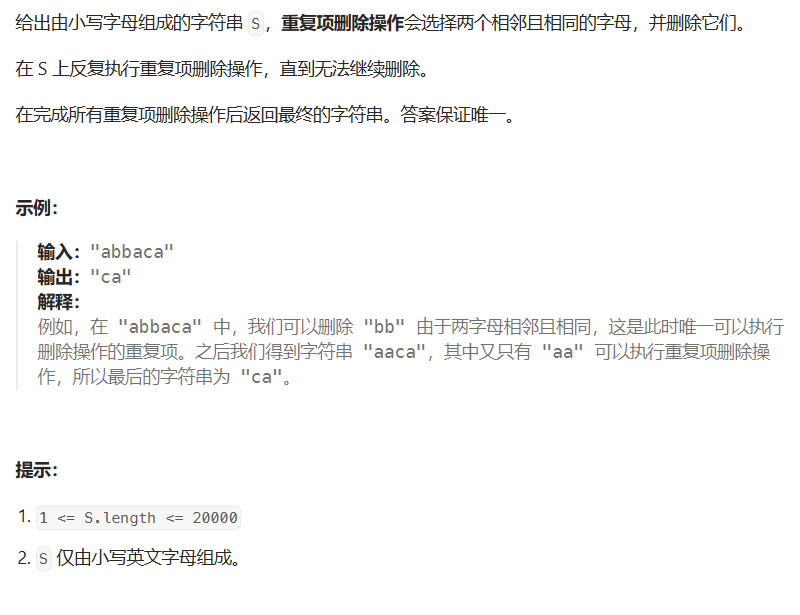 给出由小写字母组成的字符串 S，重复项删除操作会选择两个相邻且相同的字母，并删除它们。
在 S 上反复执行重复项删除操作，直到无法继续删除。
在完成所有重复项删除操作后返回最终的字符串。答案保证唯一。
示例：
输入："abbaca"
输出："ca"
解释：
例如，在 "abbaca" 中，我们可以删除 "bb" 由于两字母相邻且相同，这是此时唯一可以执行
删除操作的重复项。之后我们得到字符串 "aaca"，其中又只有 "aa" 可以执行重复项删除操
作，所以最后的字符串为 "ca"。
提示：
1. 1 <= S.length <= 20000
2. S 仅由小写英文字母组成。